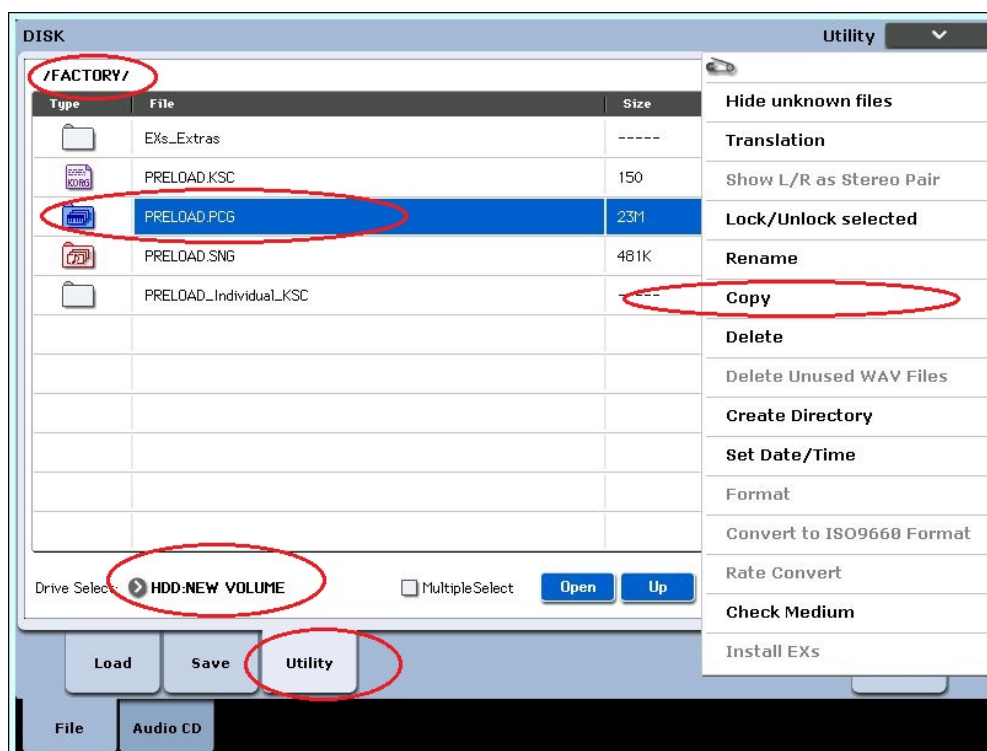 DISK
Utility
/FACTORY/
Type File Size
EXs_Extras -----
KORG PRELOAD.KSC 150
PRELOAD.PCG 23M
PRELOAD.SNG 481K
PRELOAD_Individual_KSC -----
Drive Select: HDD:NEW VOLUME MultipleSelect Open Up
Hide unknown files
Translation
Show L/R as Stereo Pair
Lock/Unlock selected
Rename
Copy
Delete
Delete Unused WAV Files
Create Directory
Set Date/Time
Format
Convert to ISO9660 Format
Rate Convert
Check Medium
Install EXs
Load Save Utility
File Audio CD